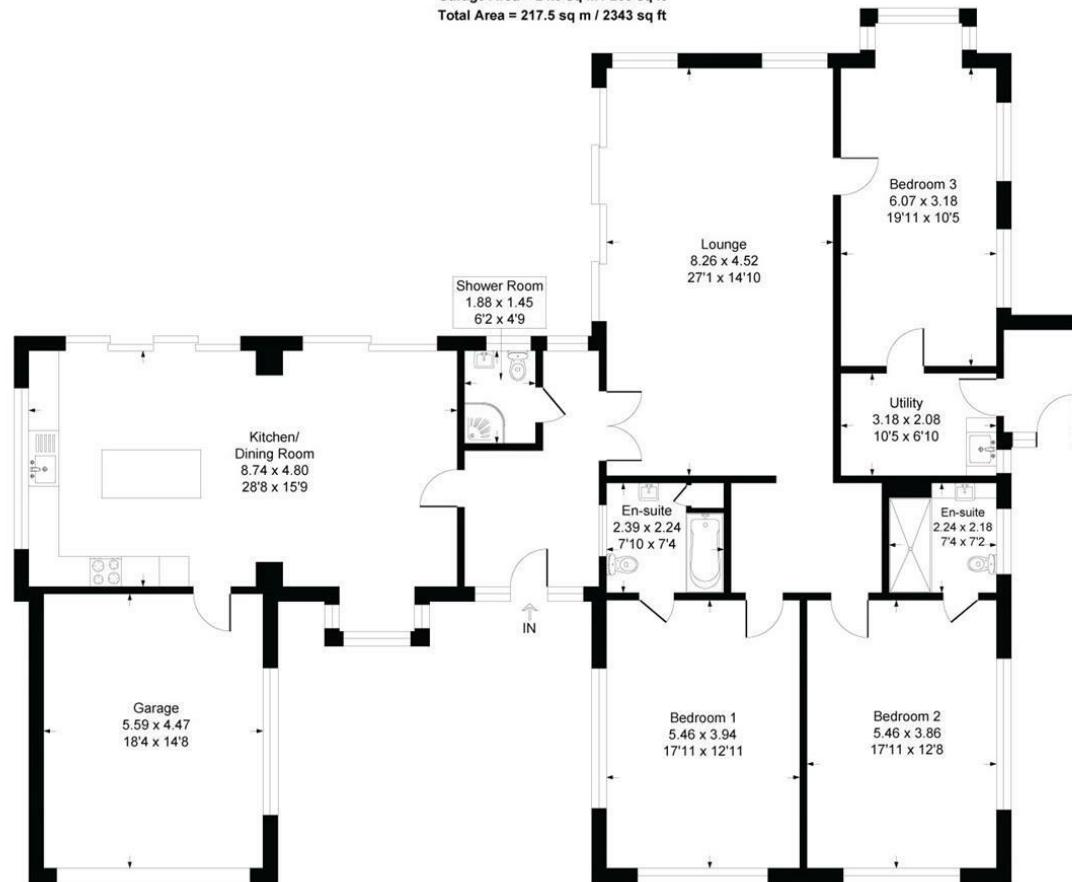 Total Area = 217.5 sq m / 2343 sq ft
Bedroom 3
6.07 x 3.18
19'11 x 10'5
Lounge
8.26 x 4.52
27'1 x 14'10
Shower Room
1.88 x 1.45
6'2 x 4'9
Utility
3.18 x 2.08
10'5 x 6'10
Kitchen/
Dining Room
8.74 x 4.80
28'8 x 15'9
En-suite
2.39 x 2.24
7'10 x 7'4
En-suite
2.24 x 2.18
7'4 x 7'2
IN
Garage
5.59 x 4.47
18'4 x 14'8
Bedroom 1
5.46 x 3.94
17'11 x 12'11
Bedroom 2
5.46 x 3.86
17'11 x 12'8